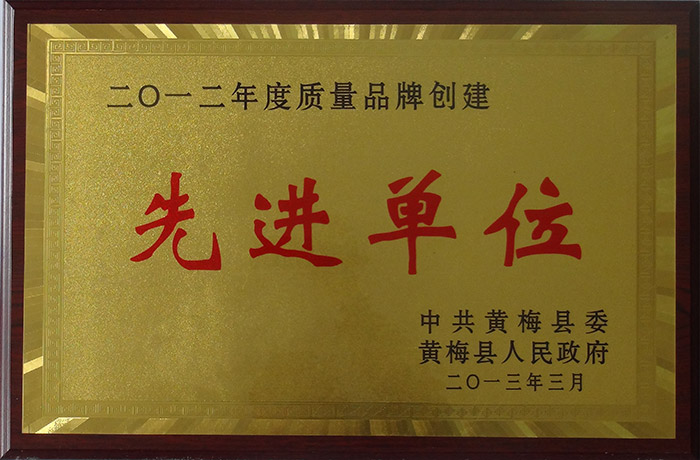 二〇一二年度质量品牌创建
先进单位
中共黄梅县委
黄梅县人民政府
二〇一三年三月